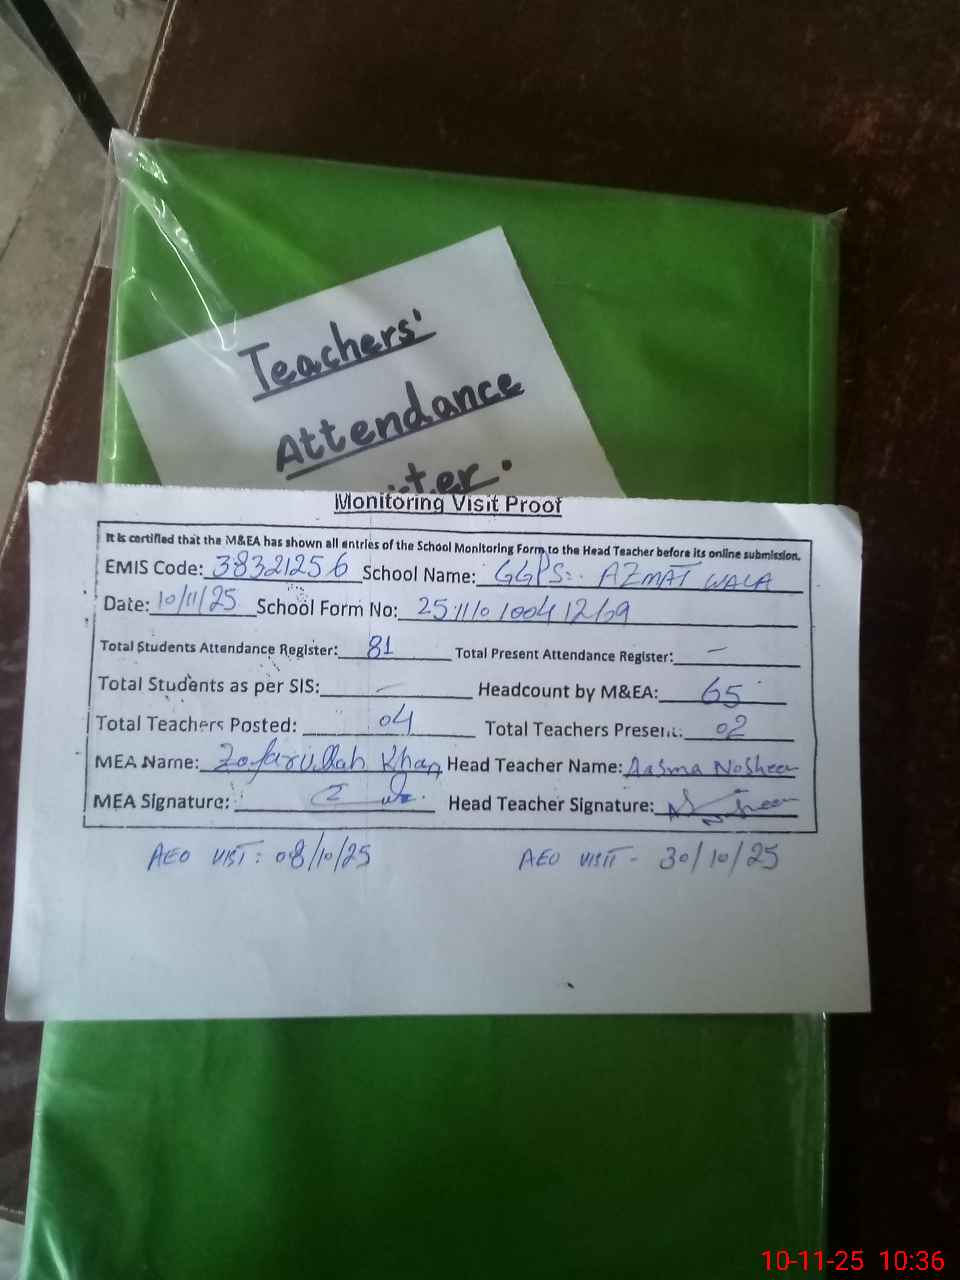 Teachers'
Attendance
Monitoring Visit Proof
It is certified that the M&EA has shown all entries of the School Monitoring Form to the Head Teacher before its online submission.
EMIS Code: 38321256 School Name: GGPS: AZMAT WALA
Date: 10/11/25 School Form No:
Total Students Attendance Register: 81 Total Present Attendance Register: -
Total Students as per SIS: - Headcount by M&EA: 65
Total Teachers Posted: 04 Total Teachers Present: 02
MEA Name: Zafarullah Khan Head Teacher Name: Aasma Nosheen
MEA Signature: Head Teacher Signature:
AEO VISIT: 08/10/25 AEO VISIT - 30/10/25
10-11-25 10:36